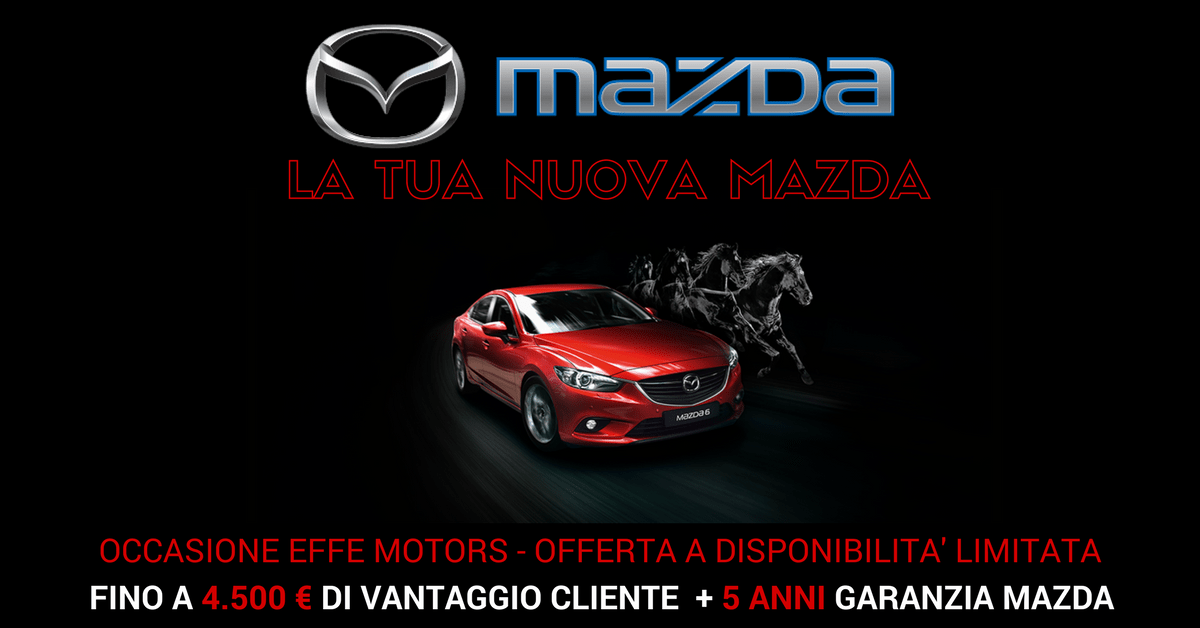 mazda
LA TUA NUOVA MAZDA
MAZDA 6
OCCASIONE EFFE MOTORS - OFFERTA A DISPONIBILITA' LIMITATA
FINO A 4.500 € DI VANTAGGIO CLIENTE + 5 ANNI GARANZIA MAZDA